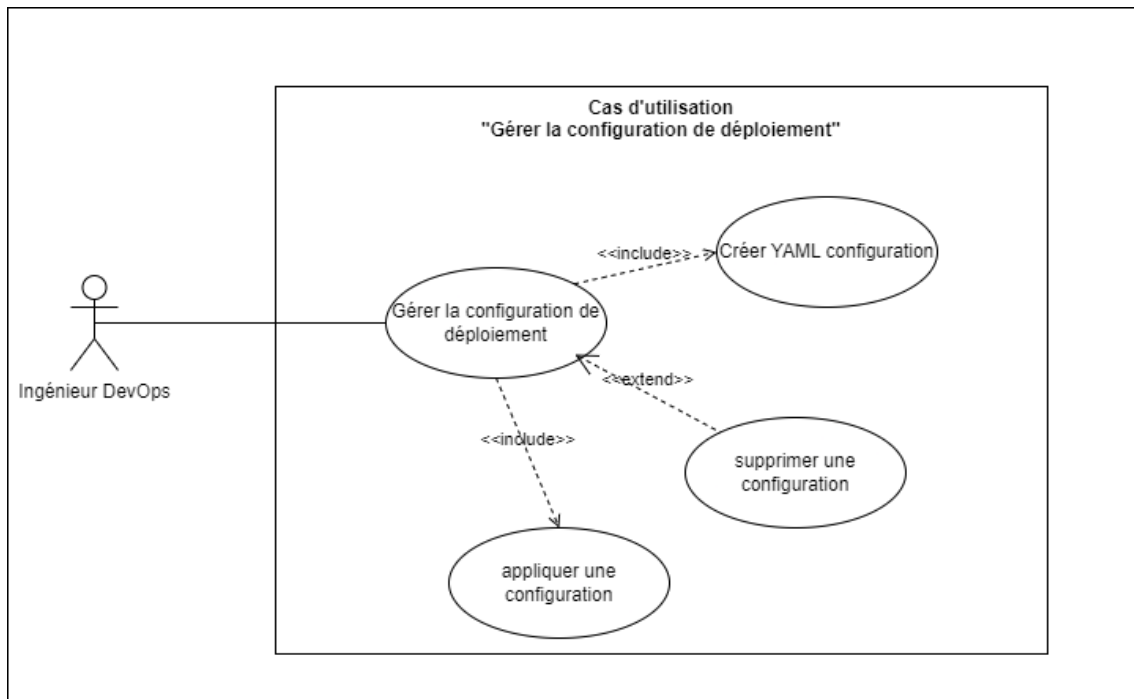 Cas d'utilisation
"Gérer la configuration de déploiement"
<<include>>
Créer YAML configuration
Gérer la configuration de
déploiement
Ingénieur DevOps
<<extend>>
<<include>>
supprimer une
configuration
appliquer une
configuration